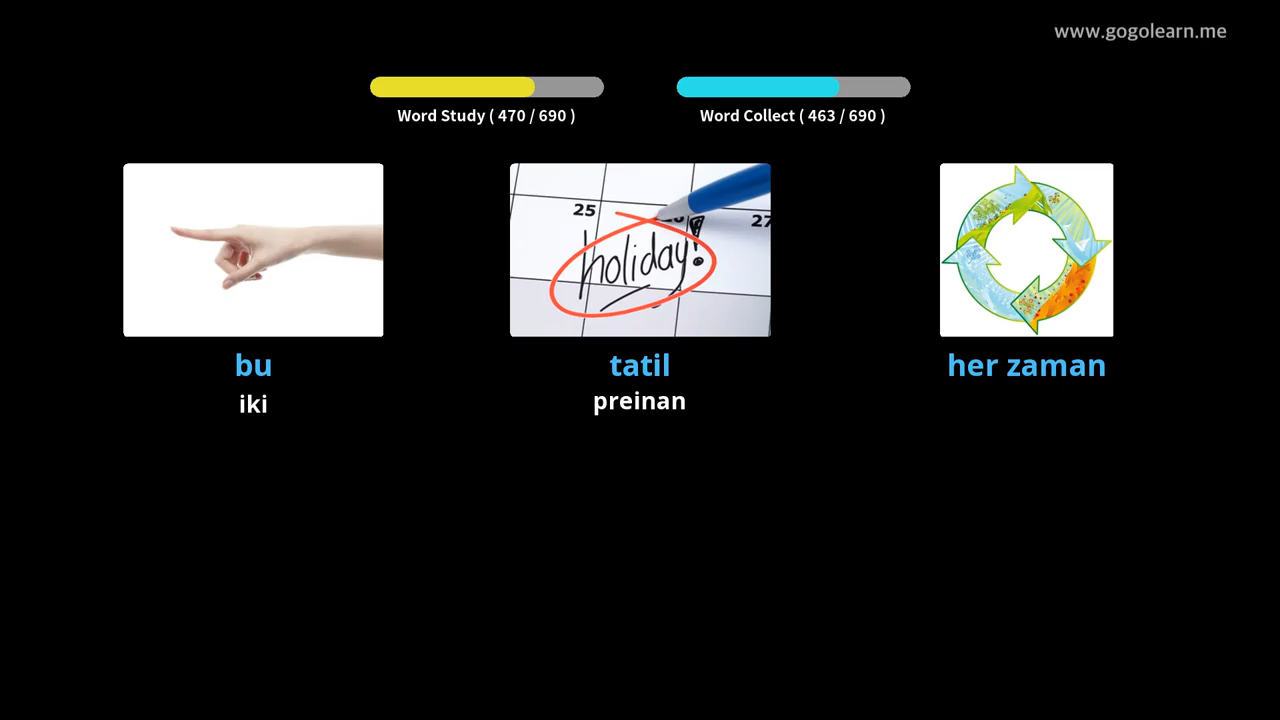 www.gogolearn.me
Word Study ( 470 / 690 )
Word Collect ( 463 / 690 )
25
27
holiday!
bu
tatil
her zaman
iki
preinan